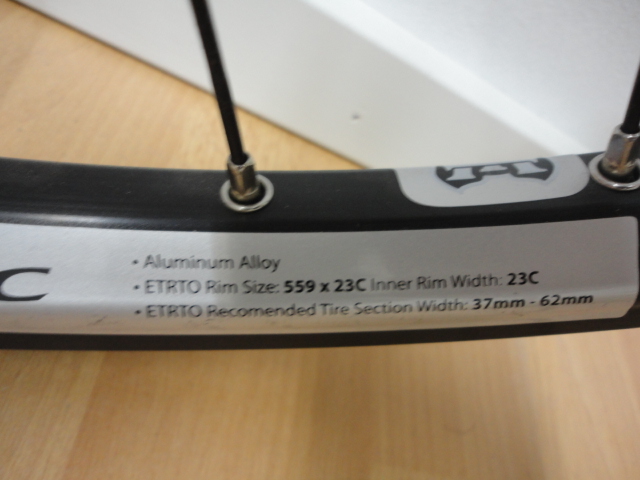 C
• Aluminum Alloy
• ETRTO Rim Size: 559 x 23C Inner Rim Width: 23C
• ETRTO Recomended Tire Section Width: 37mm - 62mm